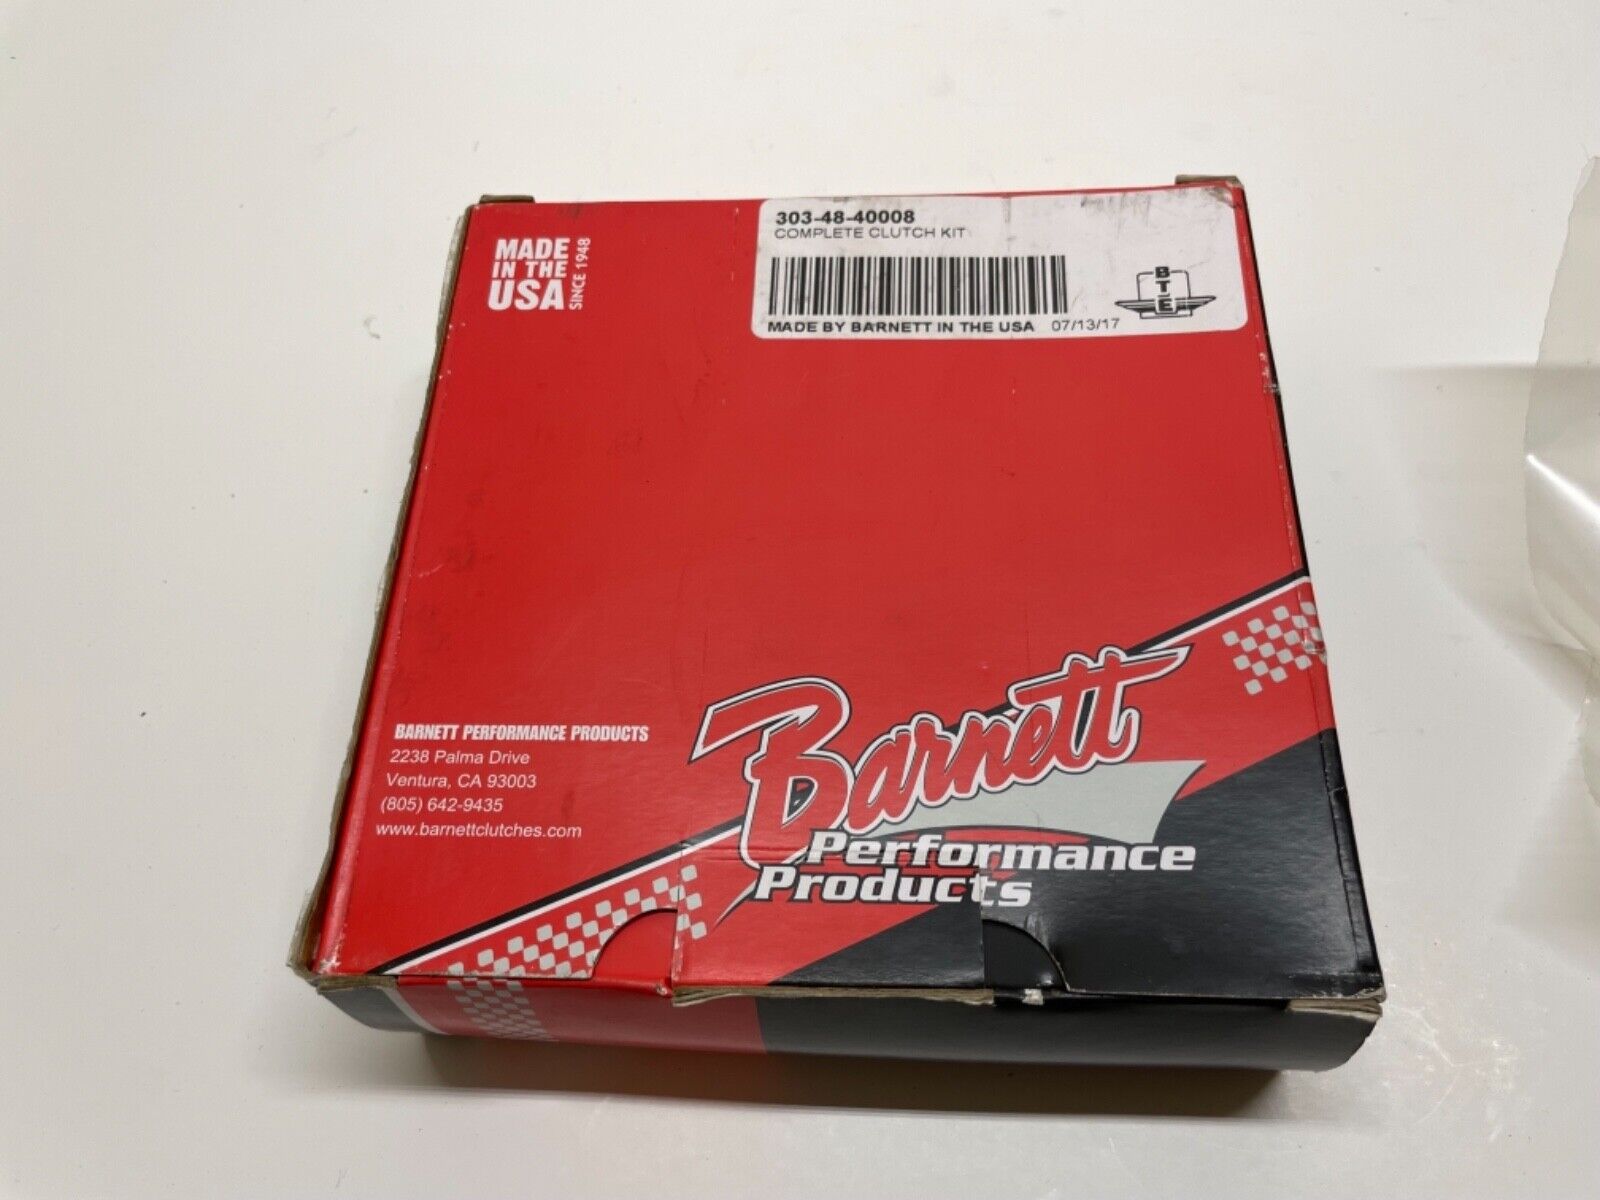 303-48-40008
COMPLETE CLUTCH KIT
MADE BY BARNETT IN THE USA 07/13/17
BTE
MADE
IN THE
USA
SINCE 1948
BARNETT PERFORMANCE PRODUCTS
2238 Palma Drive
Ventura, CA 93003
(805) 642-9435
www.barnettclutches.com
Barnett
Performance
Products